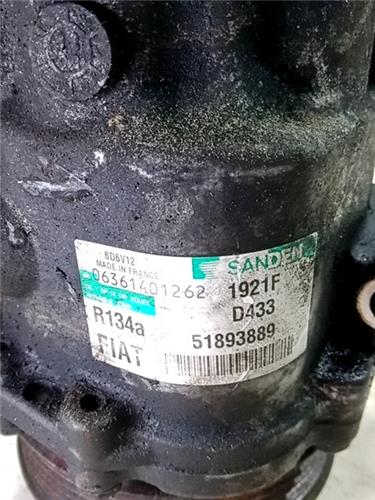 SD6V12
MADE IN FRANCE
SANDEN
06361401262
1921F
D433
R134a
FIAT
51893889